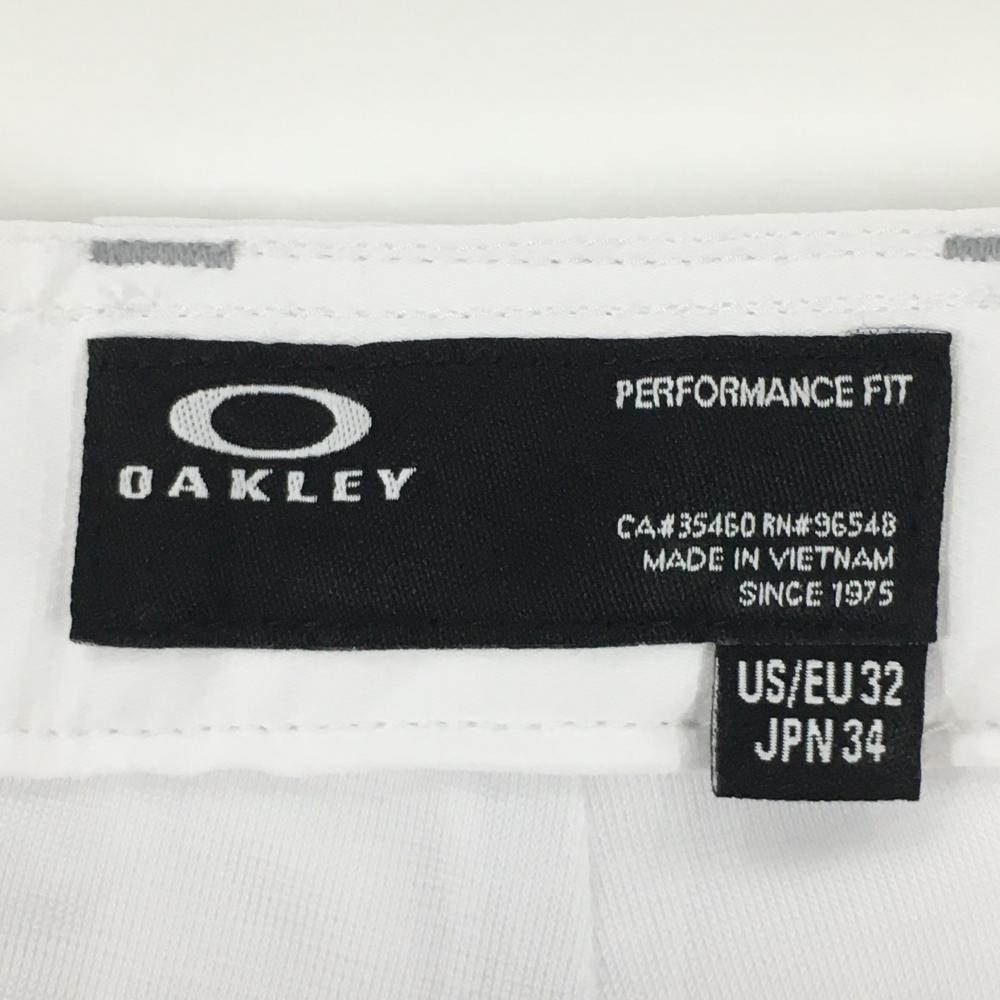 OAKLEY
PERFORMANCE FIT
CA#35460 RN#96548
MADE IN VIETNAM
SINCE 1975
US/EU 32
JPN 34